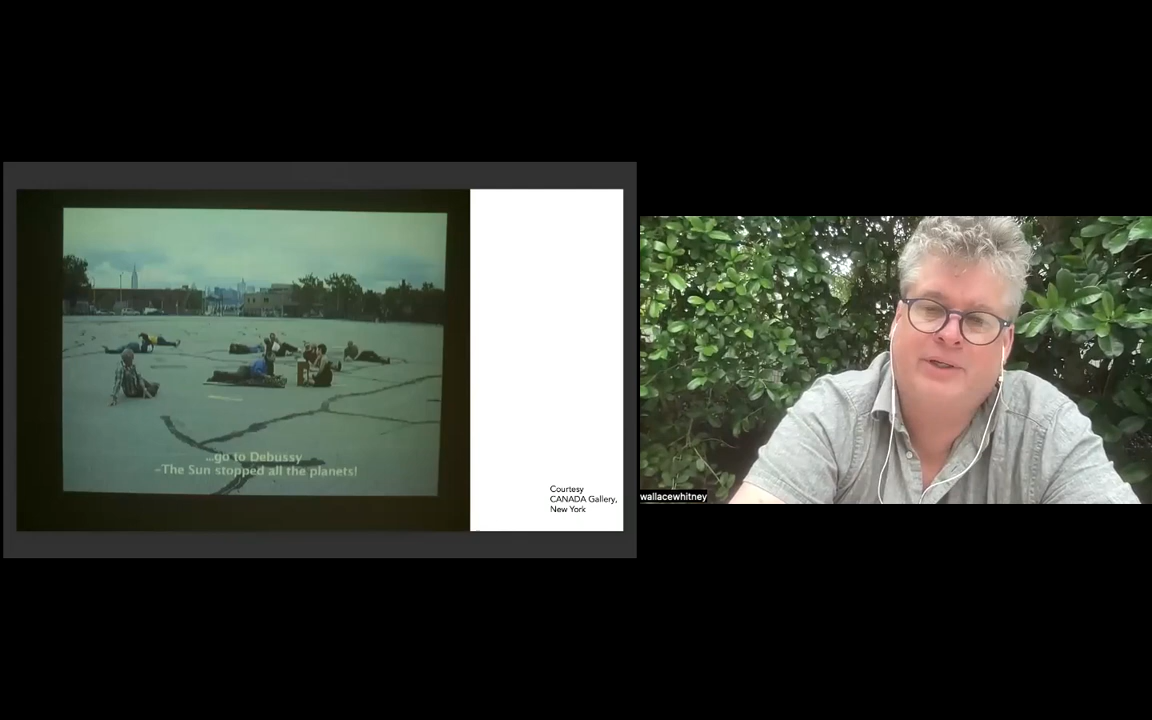 ...go to Debussy
-The Sun stopped all the planets!
Courtesy
CANADA Gallery,
New York
wallacewhitney